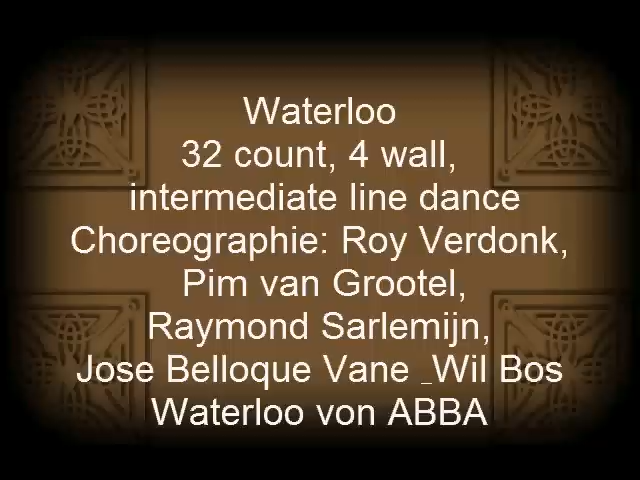 Waterloo
32 count, 4 wall,
intermediate line dance
Choreographie: Roy Verdonk,
Pim van Grootel,
Raymond Sarlemijn,
Jose Belloque Vane _Wil Bos
Waterloo von ABBA